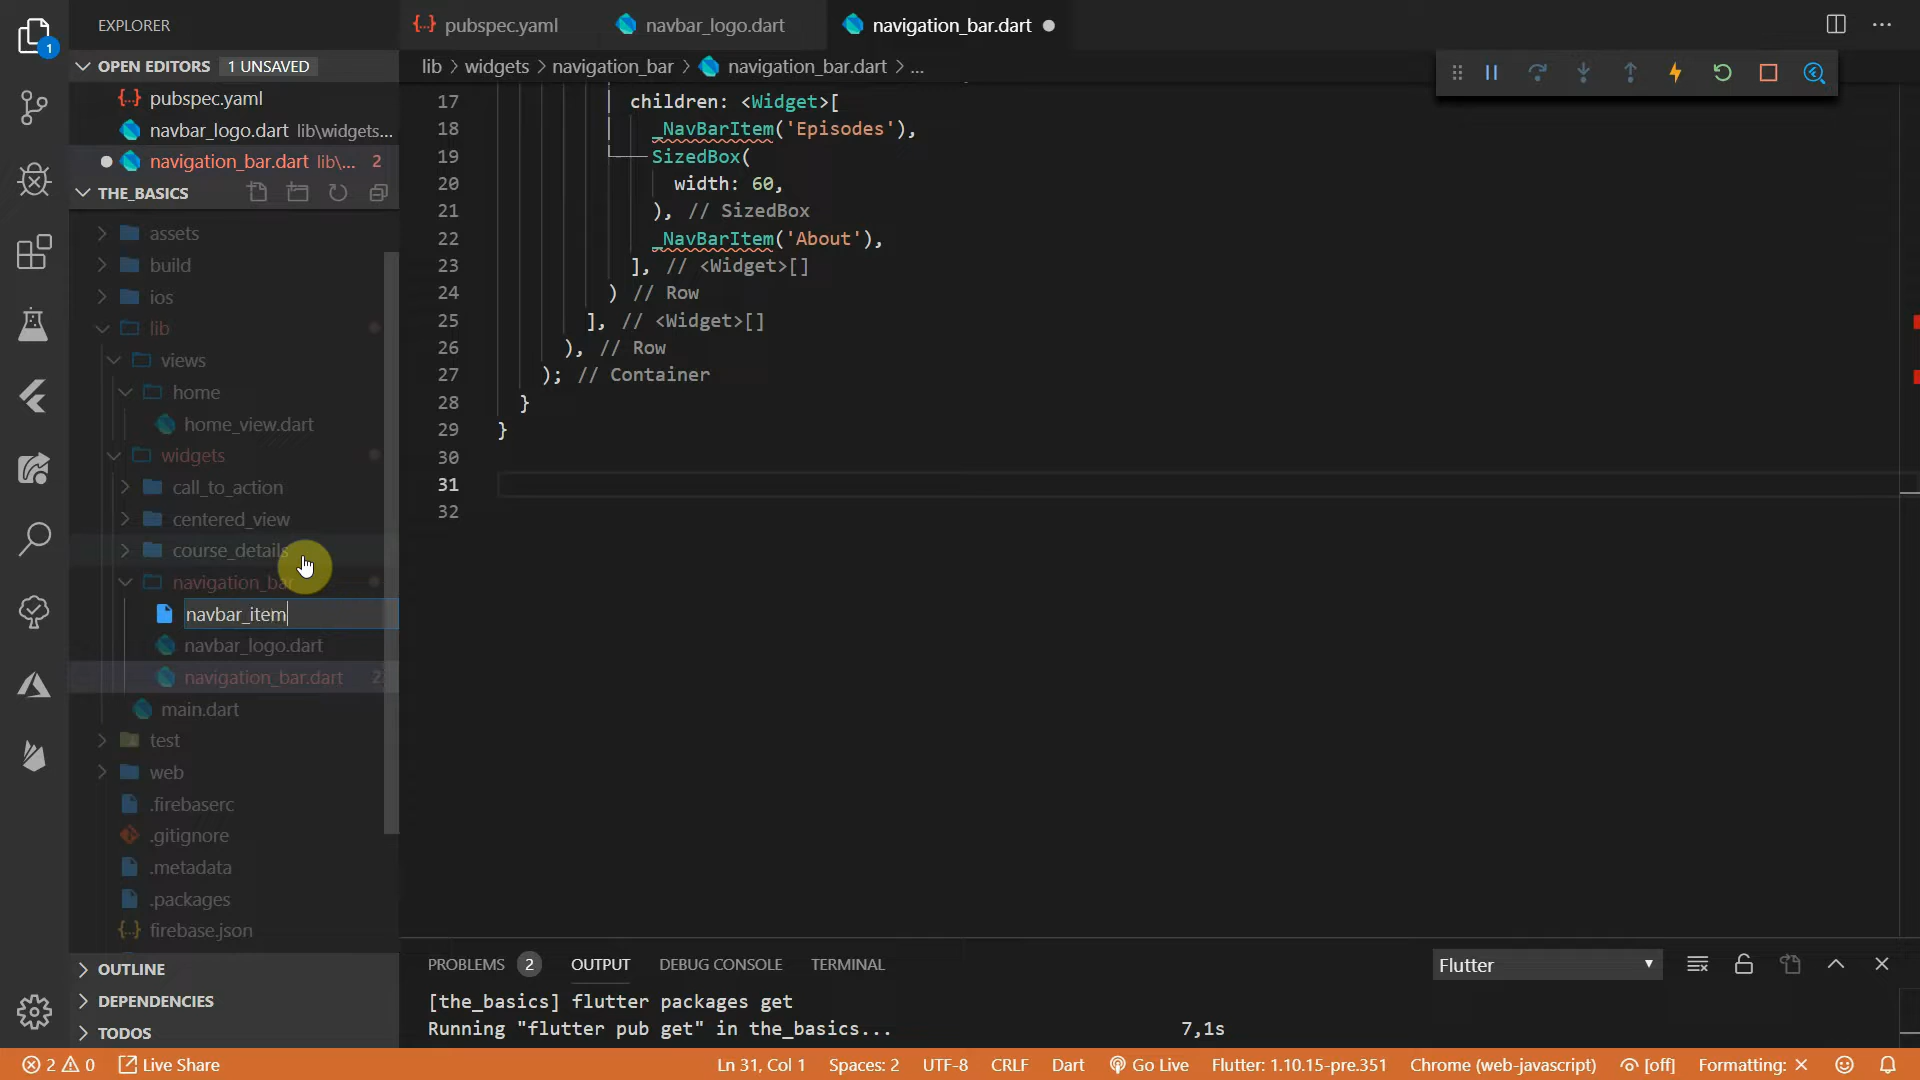 EXPLORER
pubspec.yaml
navbar_logo.dart
navigation_bar.dart
1
OPEN EDITORS 1 UNSAVED
pubspec.yaml
navbar_logo.dart lib\widgets...
navigation_bar.dart lib\... 2
THE_BASICS
assets
build
ios
lib
views
home
home_view.dart
widgets
call_to_action
centered_view
course_details
navigation_bar
navbar_item
navbar_logo.dart
navigation_bar.dart 2
main.dart
test
web
.firebaserc
.gitignore
.metadata
.packages
firebase.json
OUTLINE
DEPENDENCIES
TODOS
lib > widgets > navigation_bar > navigation_bar.dart > ...
17 children: <Widget>[
18 _NavBarItem('Episodes'),
19 SizedBox(
20 width: 60,
21 ), // SizedBox
22 _NavBarItem('About'),
23 ], // <Widget>[]
24 ) // Row
25 ], // <Widget>[]
26 ), // Row
27 ); // Container
28 }
29 }
30
31
32
PROBLEMS 2 OUTPUT DEBUG CONSOLE TERMINAL
Flutter
[the_basics] flutter packages get
Running "flutter pub get" in the_basics... 7,1s
2 0 Live Share
Ln 31, Col 1 Spaces: 2 UTF-8 CRLF Dart Go Live Flutter: 1.10.15-pre.351 Chrome (web-javascript) [off] Formatting: ✕